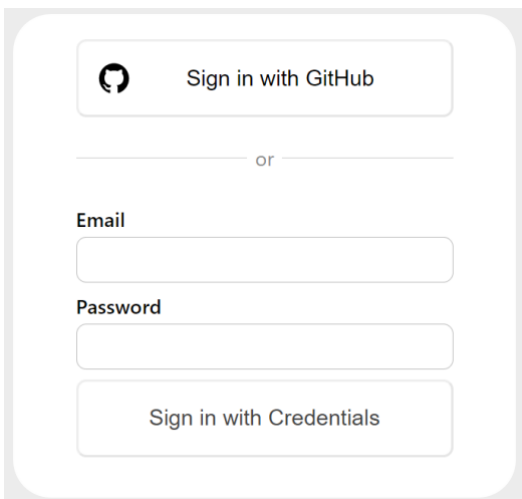 Sign in with GitHub
or
Email
Password
Sign in with Credentials